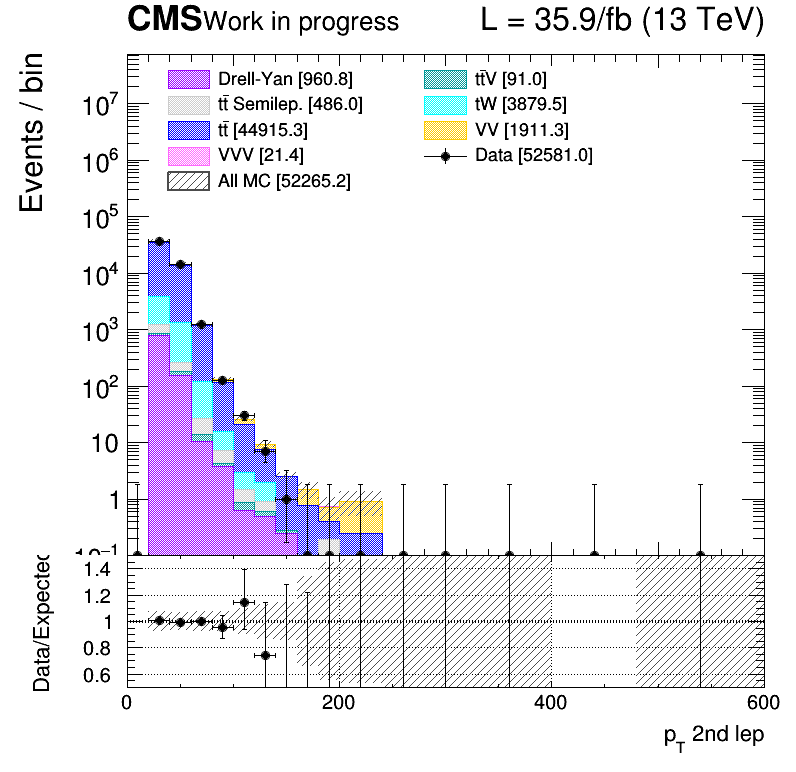 CMS Work in progress L = 35.9/fb (13 TeV)
Events / bin
Drell-Yan [960.8]
tt̄ Semilep. [486.0]
tt̄ [44915.3]
VVV [21.4]
All MC [52265.2]
tt̄V [91.0]
tW [3879.5]
VV [1911.3]
Data [52581.0]
10⁷
10⁶
10⁵
10⁴
10³
10²
10
1
10⁻¹
Data/Expected
1.4
1.2
1
0.8
0.6
0 200 400 600
p_T 2nd lep